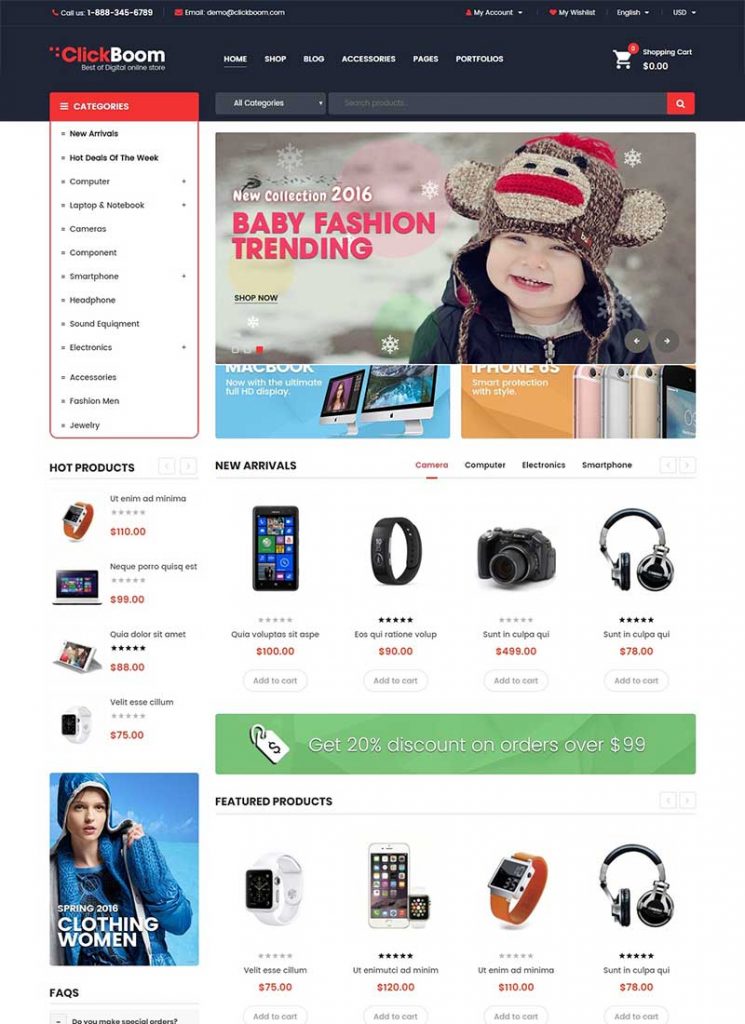 Call us: 1-888-345-6789
Email: demo@clickboom.com
My Account
My Wishlist
English
USD
ClickBoom
Best of Digital online store
HOME
SHOP
BLOG
ACCESSORIES
PAGES
PORTFOLIOS
0
Shopping Cart
$0.00
CATEGORIES
All Categories
Search products...
New Arrivals
Hot Deals Of The Week
Computer
Laptop & Notebook
Cameras
Component
Smartphone
Headphone
Sound Equiqment
Electronics
Accessories
Fashion Men
Jewelry
New Collection 2016
BABY FASHION
TRENDING
SHOP NOW
MACBOOK
Now with the ultimate
full HD display.
IPHONE 6S
Smart protection
with style.
HOT PRODUCTS
Ut enim ad minima
$110.00
Neque porro quisq est
$99.00
Quia dolor sit amet
$88.00
Velit esse cillum
$75.00
NEW ARRIVALS
Camera
Computer
Electronics
Smartphone
Quia voluptas sit aspe
$100.00
Add to cart
Eos qui ratione volup
$90.00
Add to cart
Sunt in culpa qui
$499.00
Add to cart
Sunt in culpa qui
$78.00
Add to cart
$
Get 20% discount on orders over $99
SPRING 2016
CLOTHING
WOMEN
FEATURED PRODUCTS
Velit esse cillum
$75.00
Add to cart
Ut enimutci ad minim
$120.00
Add to cart
Ut enim ad minima
$110.00
Add to cart
Sunt in culpa qui
$78.00
Add to cart
FAQS
Do you make special orders?